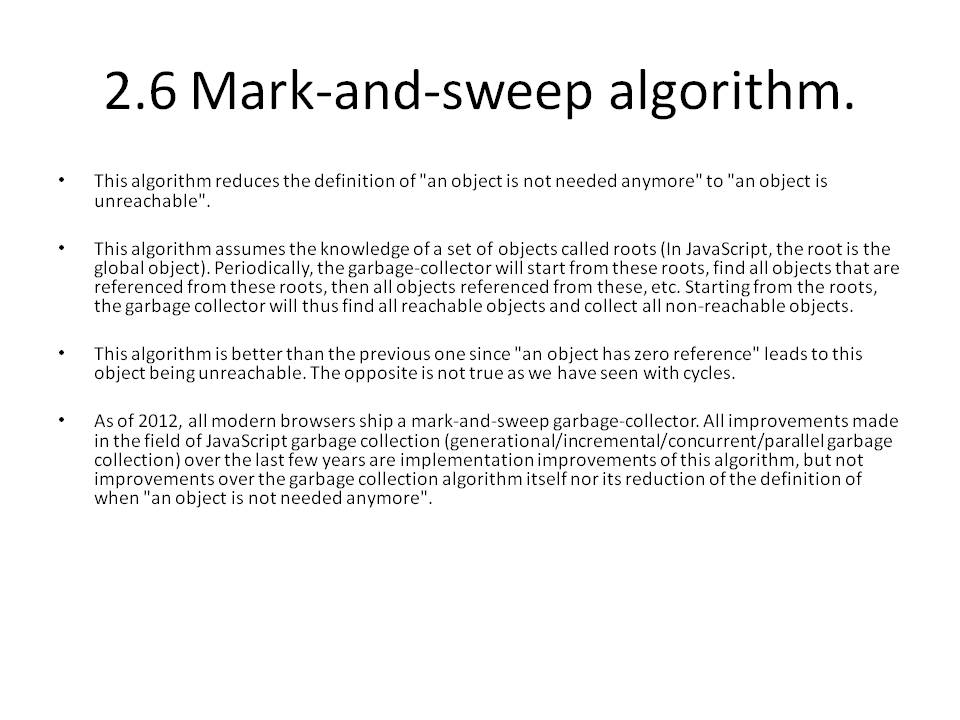 2.6 Mark-and-sweep algorithm.
• This algorithm reduces the definition of "an object is not needed anymore" to "an object is
unreachable".
• This algorithm assumes the knowledge of a set of objects called roots (In JavaScript, the root is the
global object). Periodically, the garbage-collector will start from these roots, find all objects that are
referenced from these roots, then all objects referenced from these, etc. Starting from the roots,
the garbage collector will thus find all reachable objects and collect all non-reachable objects.
• This algorithm is better than the previous one since "an object has zero reference" leads to this
object being unreachable. The opposite is not true as we have seen with cycles.
• As of 2012, all modern browsers ship a mark-and-sweep garbage-collector. All improvements made
in the field of JavaScript garbage collection (generational/incremental/concurrent/parallel garbage
collection) over the last few years are implementation improvements of this algorithm, but not
improvements over the garbage collection algorithm itself nor its reduction of the definition of
when "an object is not needed anymore".